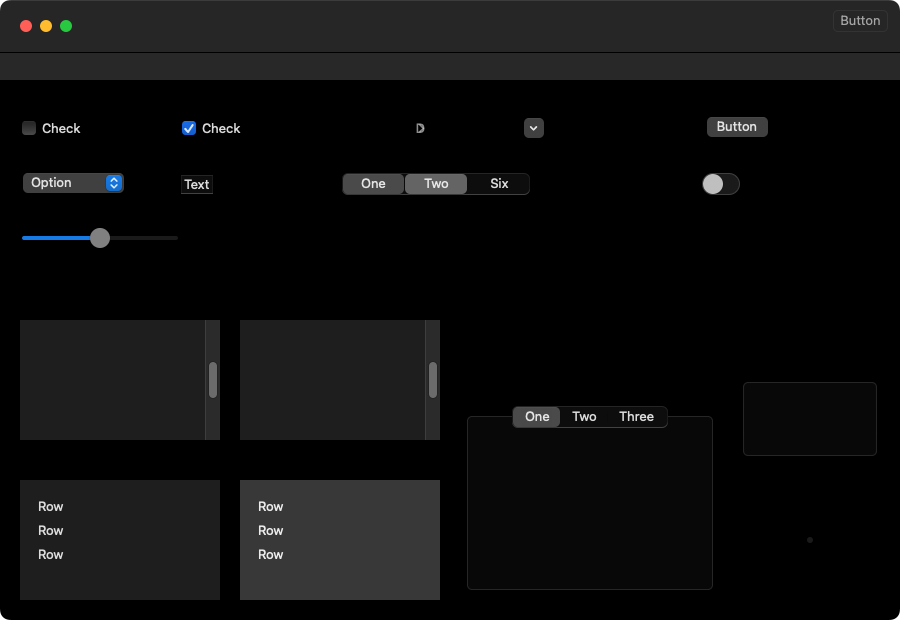 Button
Check
Check
D
Button
Option
Text
One Two Six
One Two Three
Row
Row
Row
Row
Row
Row